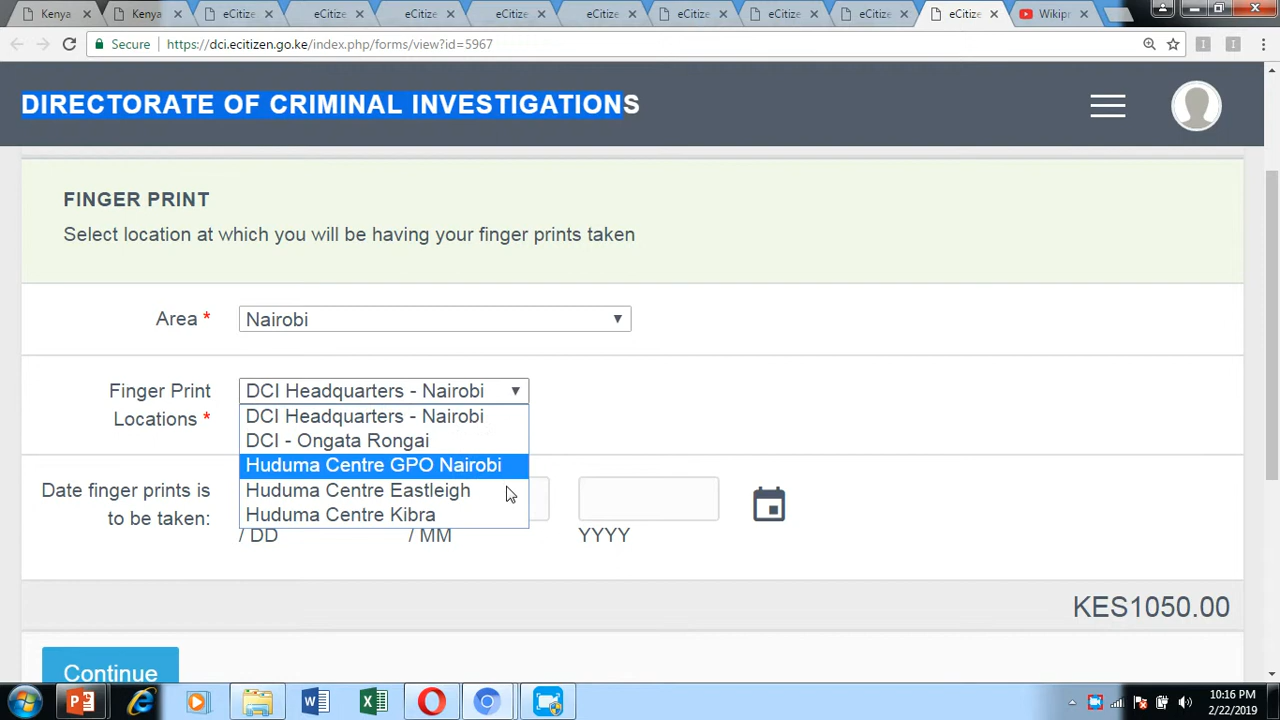 Kenya
Kenya
eCitize
eCitize
eCitize
eCitize
eCitize
eCitize
eCitize
eCitize
eCitize
Wikipr
Secure
https://dci.ecitizen.go.ke/index.php/forms/view?id=5967
DIRECTORATE OF CRIMINAL INVESTIGATIONS
FINGER PRINT
Select location at which you will be having your finger prints taken
Area *
Nairobi
Finger Print
Locations *
DCI Headquarters - Nairobi
DCI Headquarters - Nairobi
DCI - Ongata Rongai
Huduma Centre GPO Nairobi
Huduma Centre Eastleigh
Huduma Centre Kibra
Date finger prints is
to be taken:
/ DD
/ MM
YYYY
KES1050.00
Continue
10:16 PM
2/22/2019